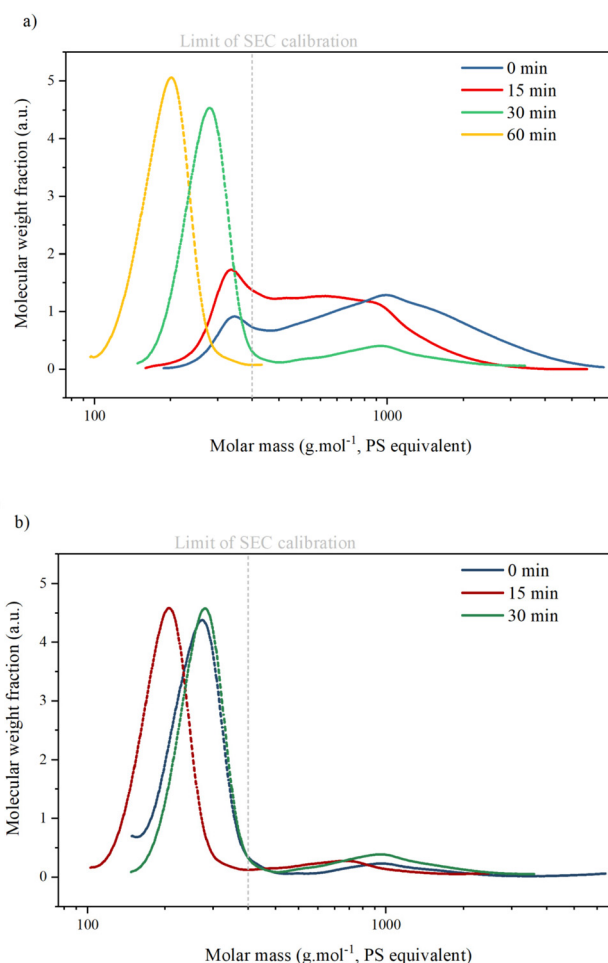 a)
Limit of SEC calibration
0 min
15 min
30 min
60 min
5
4
3
2
1
0
Molecular weight fraction (a.u.)
100
1000
Molar mass (g.mol⁻¹, PS equivalent)
b)
Limit of SEC calibration
0 min
15 min
30 min
5
4
3
2
1
0
Molecular weight fraction (a.u.)
100
1000
Molar mass (g.mol⁻¹, PS equivalent)